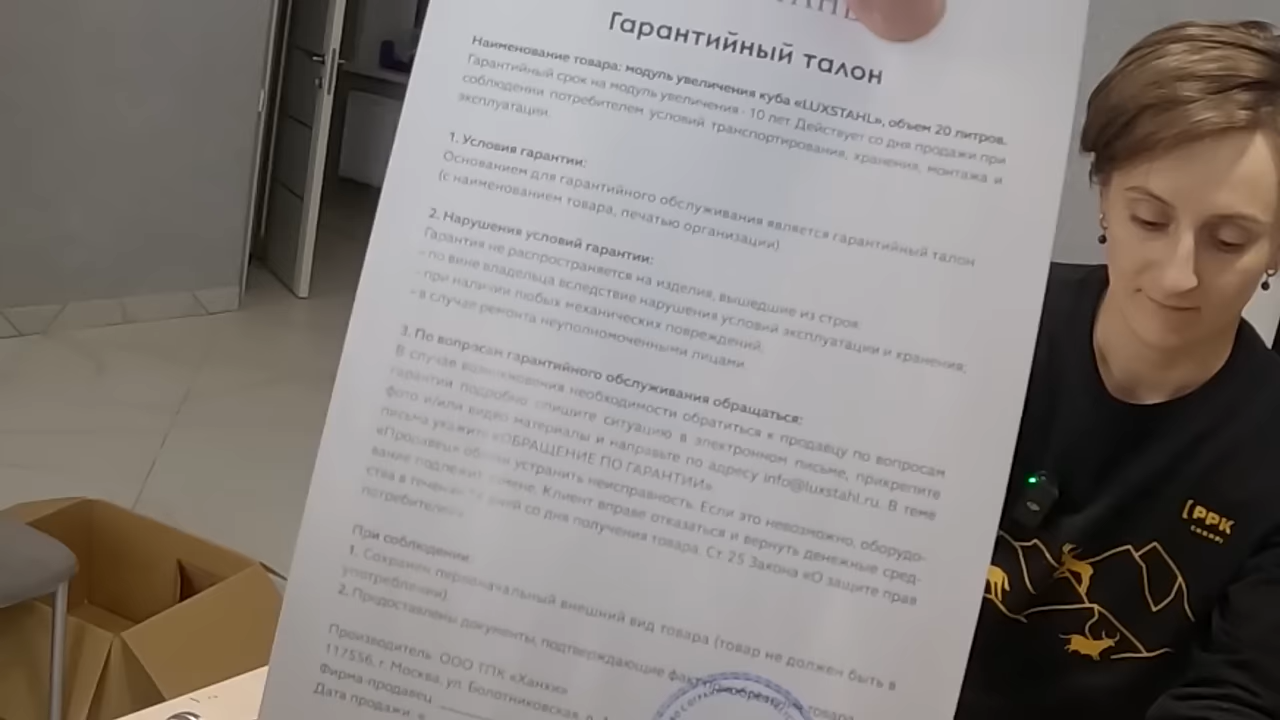 Гарантийный талон
Наименование товара: модуль увеличения куба «LUXSTAHL», объем 20 литров.
Гарантийный срок на модуль увеличения - 10 лет Действует со дня продажи при
соблюдении потребителем условий транспортирования, хранения, монтажа и
эксплуатации.
1. Условия гарантии:
Основанием для гарантийного обслуживания является гарантийный талон
(с наименованием товара, печатью организации)
2. Нарушения условий гарантии:
Гарантия не распространяется на изделия, вышедшие из строя
- по вине владельца вследствие нарушения условий эксплуатации и хранения;
- при наличии любых механических повреждений;
- в случае ремонта неуполномоченными лицами
3. По вопросам гарантийного обслуживания обращаться:
В случае возникновения необходимости обратиться к продавцу по вопросам
гарантии подробно опишите ситуацию в электронном письме, прикрепите
фото и/или видео материалы и направьте по адресу info@luxstahl.ru. В теме
письма укажите «ОБРАЩЕНИЕ ПО ГАРАНТИИ».
«Продавец» обязан устранить неисправность. Если это невозможно, оборудо-
вание подлежит замене. Клиент вправе отказаться и вернуть денежные сред-
ства в течение дней со дня получения товара. Ст 25 Закона «О защите прав
потребителей»
При соблюдении:
1. Сохранен первоначальный внешний вид товара (товар не должен быть в
употреблении)
2. Предоставлены документы, подтверждающие факт приобретения товара
Производитель ООО ТПК «Ханхи»
117556, г. Москва, ул. Болотниковская, д.
Фирма-продавец
Дата продажи
[РРК